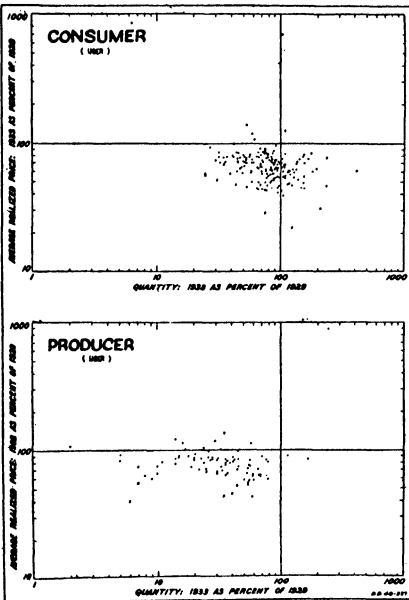 1000
CONSUMER
( USER )
AVERAGE REALIZED PRICE: 1933 AS PERCENT OF 1929
100
10
1
10
100
1000
QUANTITY: 1933 AS PERCENT OF 1929
1000
PRODUCER
( USER )
AVERAGE REALIZED PRICE: 1933 AS PERCENT OF 1929
100
10
1
10
100
1000
QUANTITY: 1933 AS PERCENT OF 1929